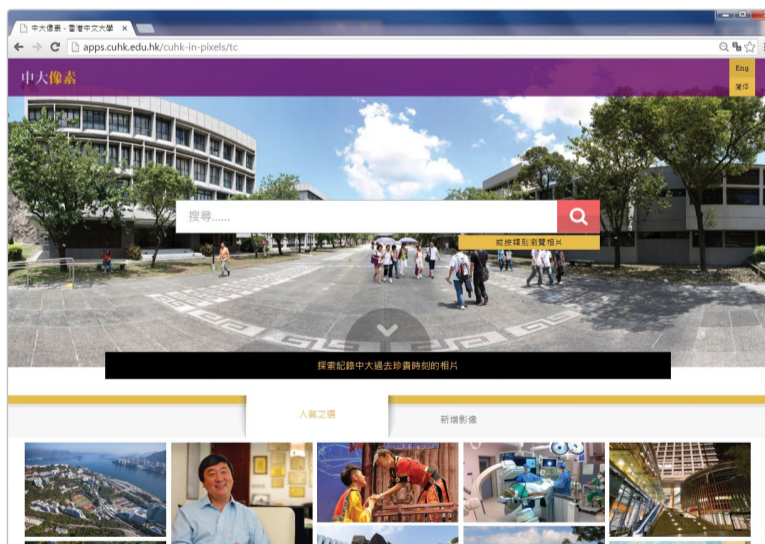 中大像素 - 香港中文大學
apps.cuhk.edu.hk/cuhk-in-pixels/tc
中大像素
Eng
簡体
搜尋......
或按類別瀏覽相片
探索記錄中大過去珍貴時刻的相片
人氣之選
新增影像